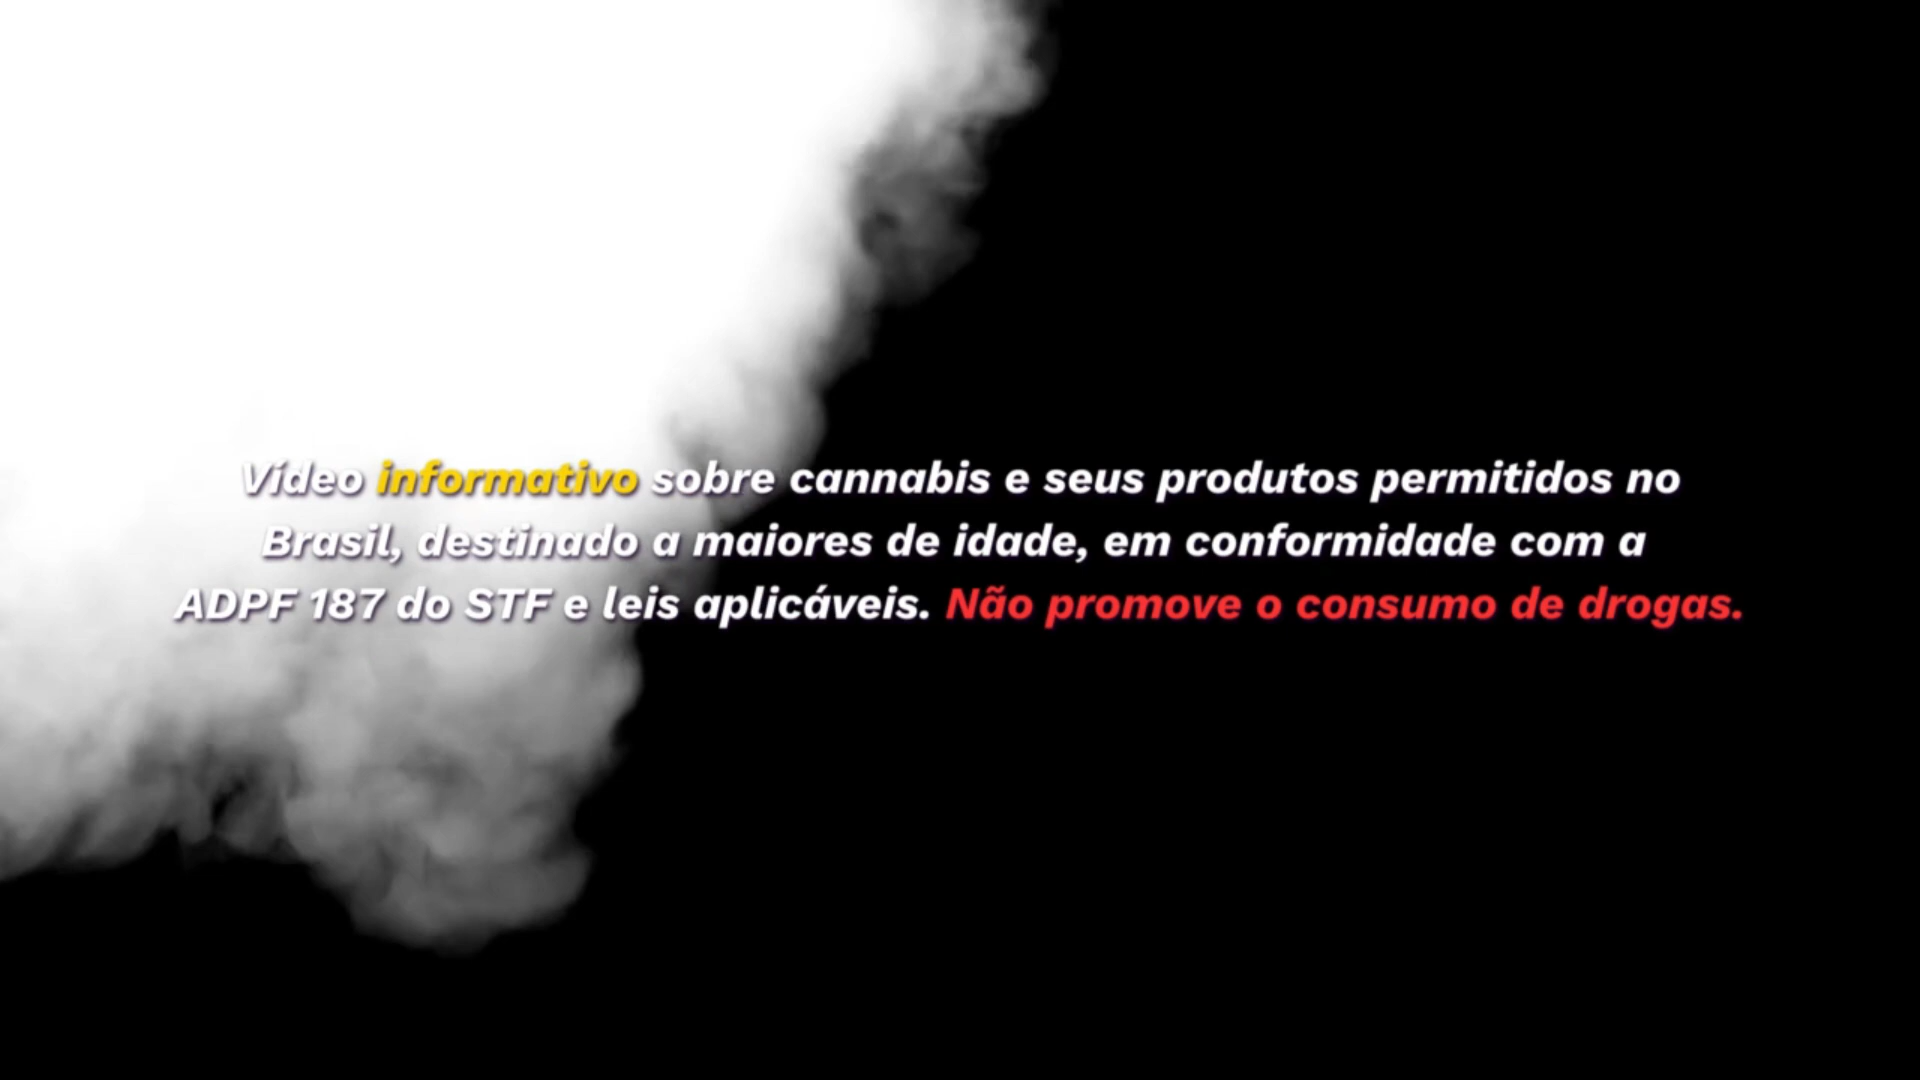 Vídeo informativo sobre cannabis e seus produtos permitidos no
Brasil, destinado a maiores de idade, em conformidade com a
ADPF 187 do STF e leis aplicáveis. Não promove o consumo de drogas.